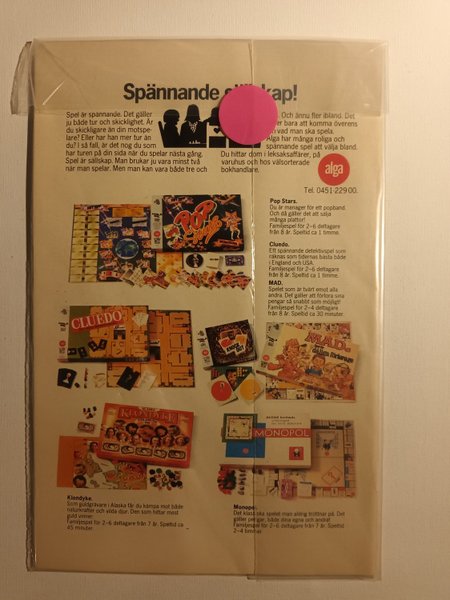 Spännande kap!
Spel är spännande. Det gäller
ju både tur och skicklighet. Är
du skickligare än din motspe-
lare? Eller har han mer tur än
du? I så fall, är det nog du som
har turen på din sida när du spelar nästa gång.
Spel är sällskap. Man brukar ju vara minst två
när man spelar. Men man kan vara både tre och
Och ännu fler ibland. Det
er bara att komma överens
vad man ska spela.
Alga har många roliga och
spännande spel att välja bland.
Du hittar dom i leksaksaffärer, på
varuhus och hos välsorterade
bokhandlare.
alga
Tel. 0451-229 00.
Pop Stars.
Du är manager för ett popband.
Och då gäller det att sälja
många plattor!
Familjespel för 2–6 deltagare
från 8 år. Speltid ca 1 timme.
Cluedo.
Ett spännande detektivspel som
räknas som tidernas bästa både
i England och USA.
Familjespel för 2–6 deltagare
från 8 år. Speltid ca 1 timme.
MAD.
Spelet som är tvärt emot alla
andra. Det gäller att förlora sina
pengar så snabbt som möjligt!
Familjespel för 2–4 deltagare
från 8 år. Speltid ca 30 minuter.
POP
CLUEDO
MAD
KLONDYKE
MONOPOL
Klondyke.
Som guldgrävare i Alaska får du kämpa mot både
naturkrafter och vilda djur. Den som hittar mest
guld vinner.
Familjespel för 2–6 deltagare från 7 år. Speltid ca
45 minuter.
Monopol.
Det klassiska spelet man aldrig tröttnar på. Det
gäller pengar, både dina egna och andra!
Familjespel för 2–6 deltagare från 8 år. Speltid
2–4 timmar.